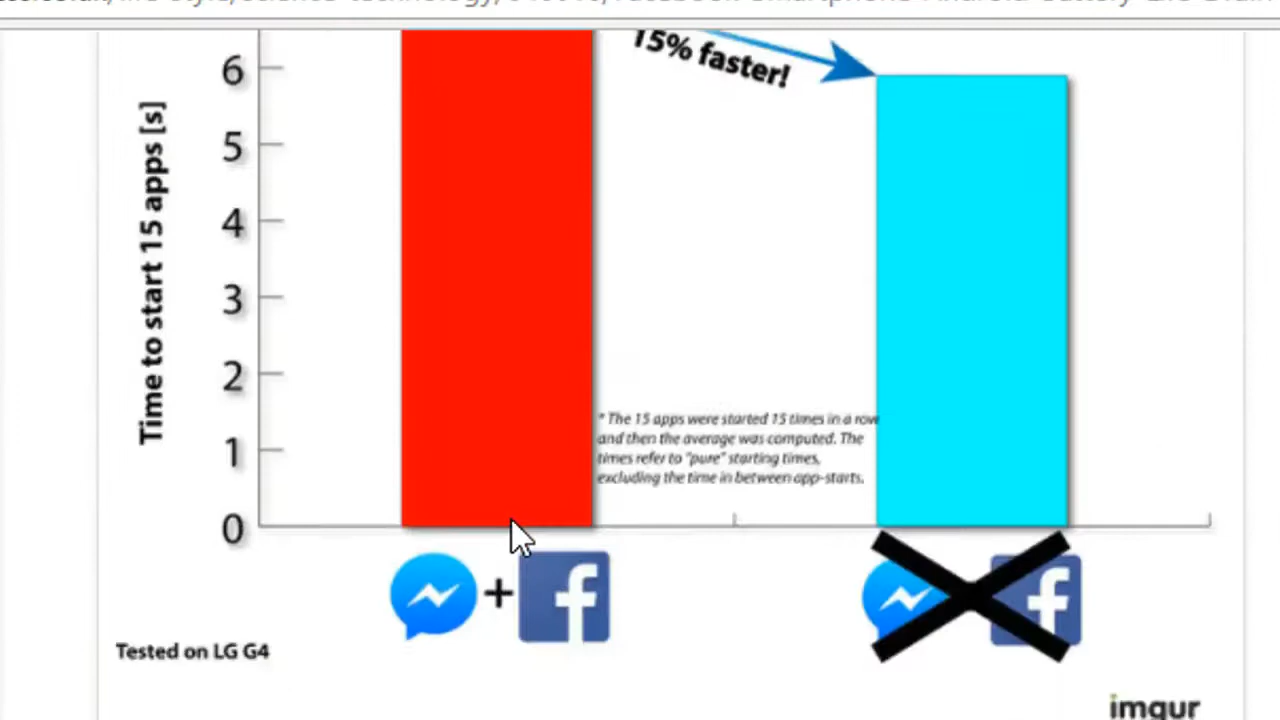 15% faster!
6
5
4
3
2
1
0
Time to start 15 apps [s]
* The 15 apps were started 15 times in a row
and then the average was computed. The
times refer to "pure" starting times,
excluding the time in between app-starts.
+
Tested on LG G4
imgur